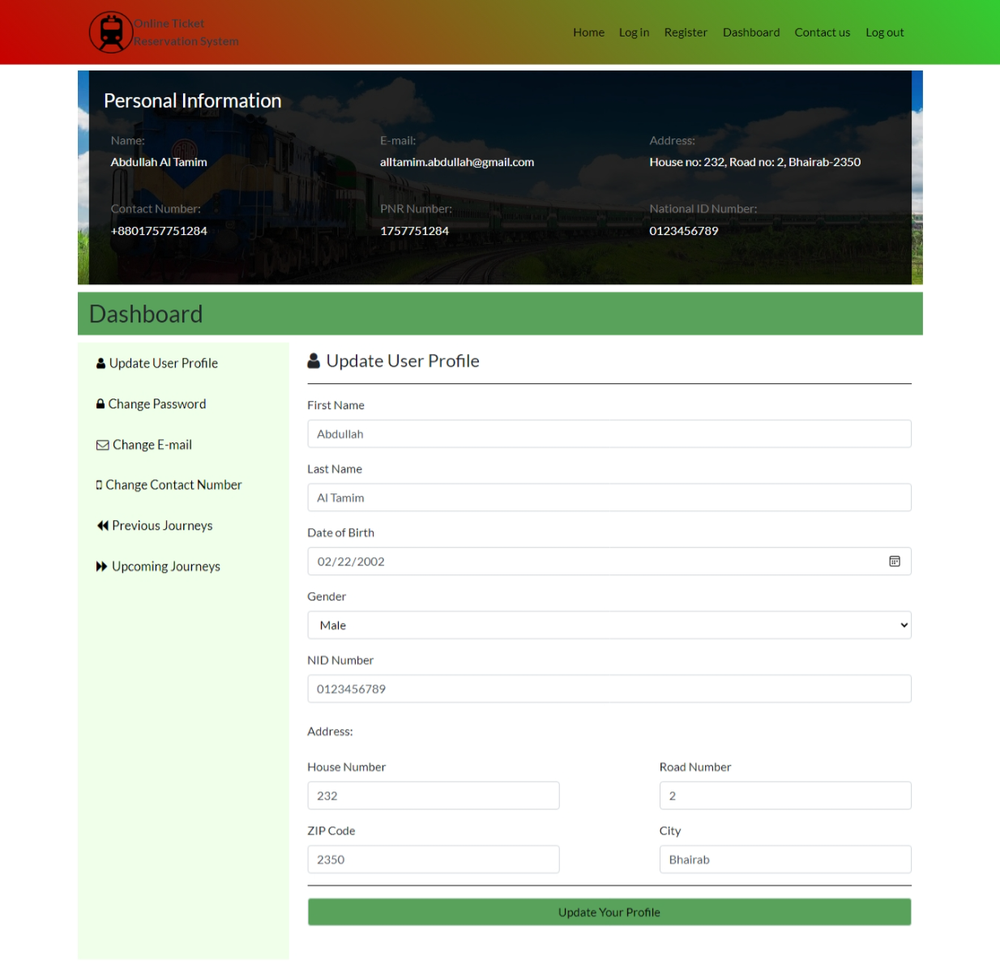 Online Ticket
Reservation System
Home Log in Register Dashboard Contact us Log out
Personal Information
Name: E-mail: Address:
Abdullah Al Tamim alltamim.abdullah@gmail.com House no: 232, Road no: 2, Bhairab-2350
Contact Number: PNR Number: National ID Number:
+8801757751284 1757751284 0123456789
Dashboard
Update User Profile
Change Password
Change E-mail
Change Contact Number
Previous Journeys
Upcoming Journeys
Update User Profile
First Name
Abdullah
Last Name
Al Tamim
Date of Birth
02/22/2002
Gender
Male
NID Number
0123456789
Address:
House Number Road Number
232 2
ZIP Code City
2350 Bhairab
Update Your Profile